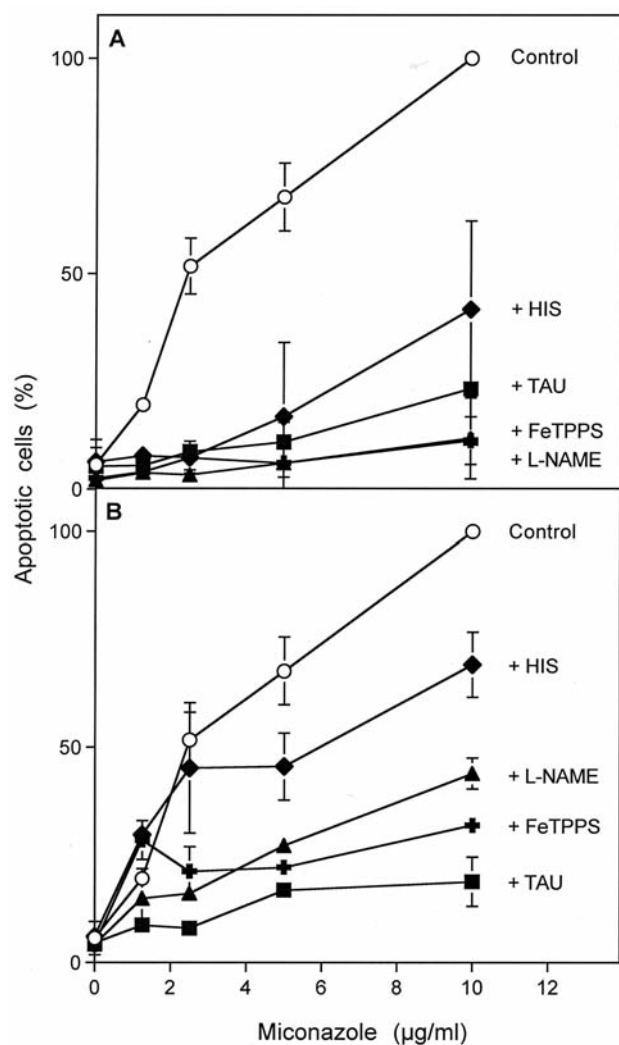 A
100
Control
50
+ HIS
+ TAU
+ FeTPPS
+ L-NAME
0
Apoptotic cells (%)
B
100
Control
+ HIS
50
+ L-NAME
+ FeTPPS
+ TAU
0
0 2 4 6 8 10 12
Miconazole (µg/ml)